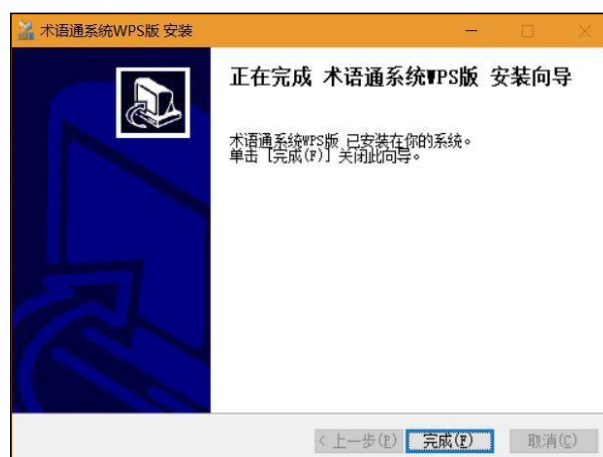 术语通系统WPS版 安装
正在完成 术语通系统WPS版 安装向导
术语通系统WPS版 已安装在你的系统。
单击 [完成(F)] 关闭此向导。
< 上一步(P) 完成(F) 取消(C)